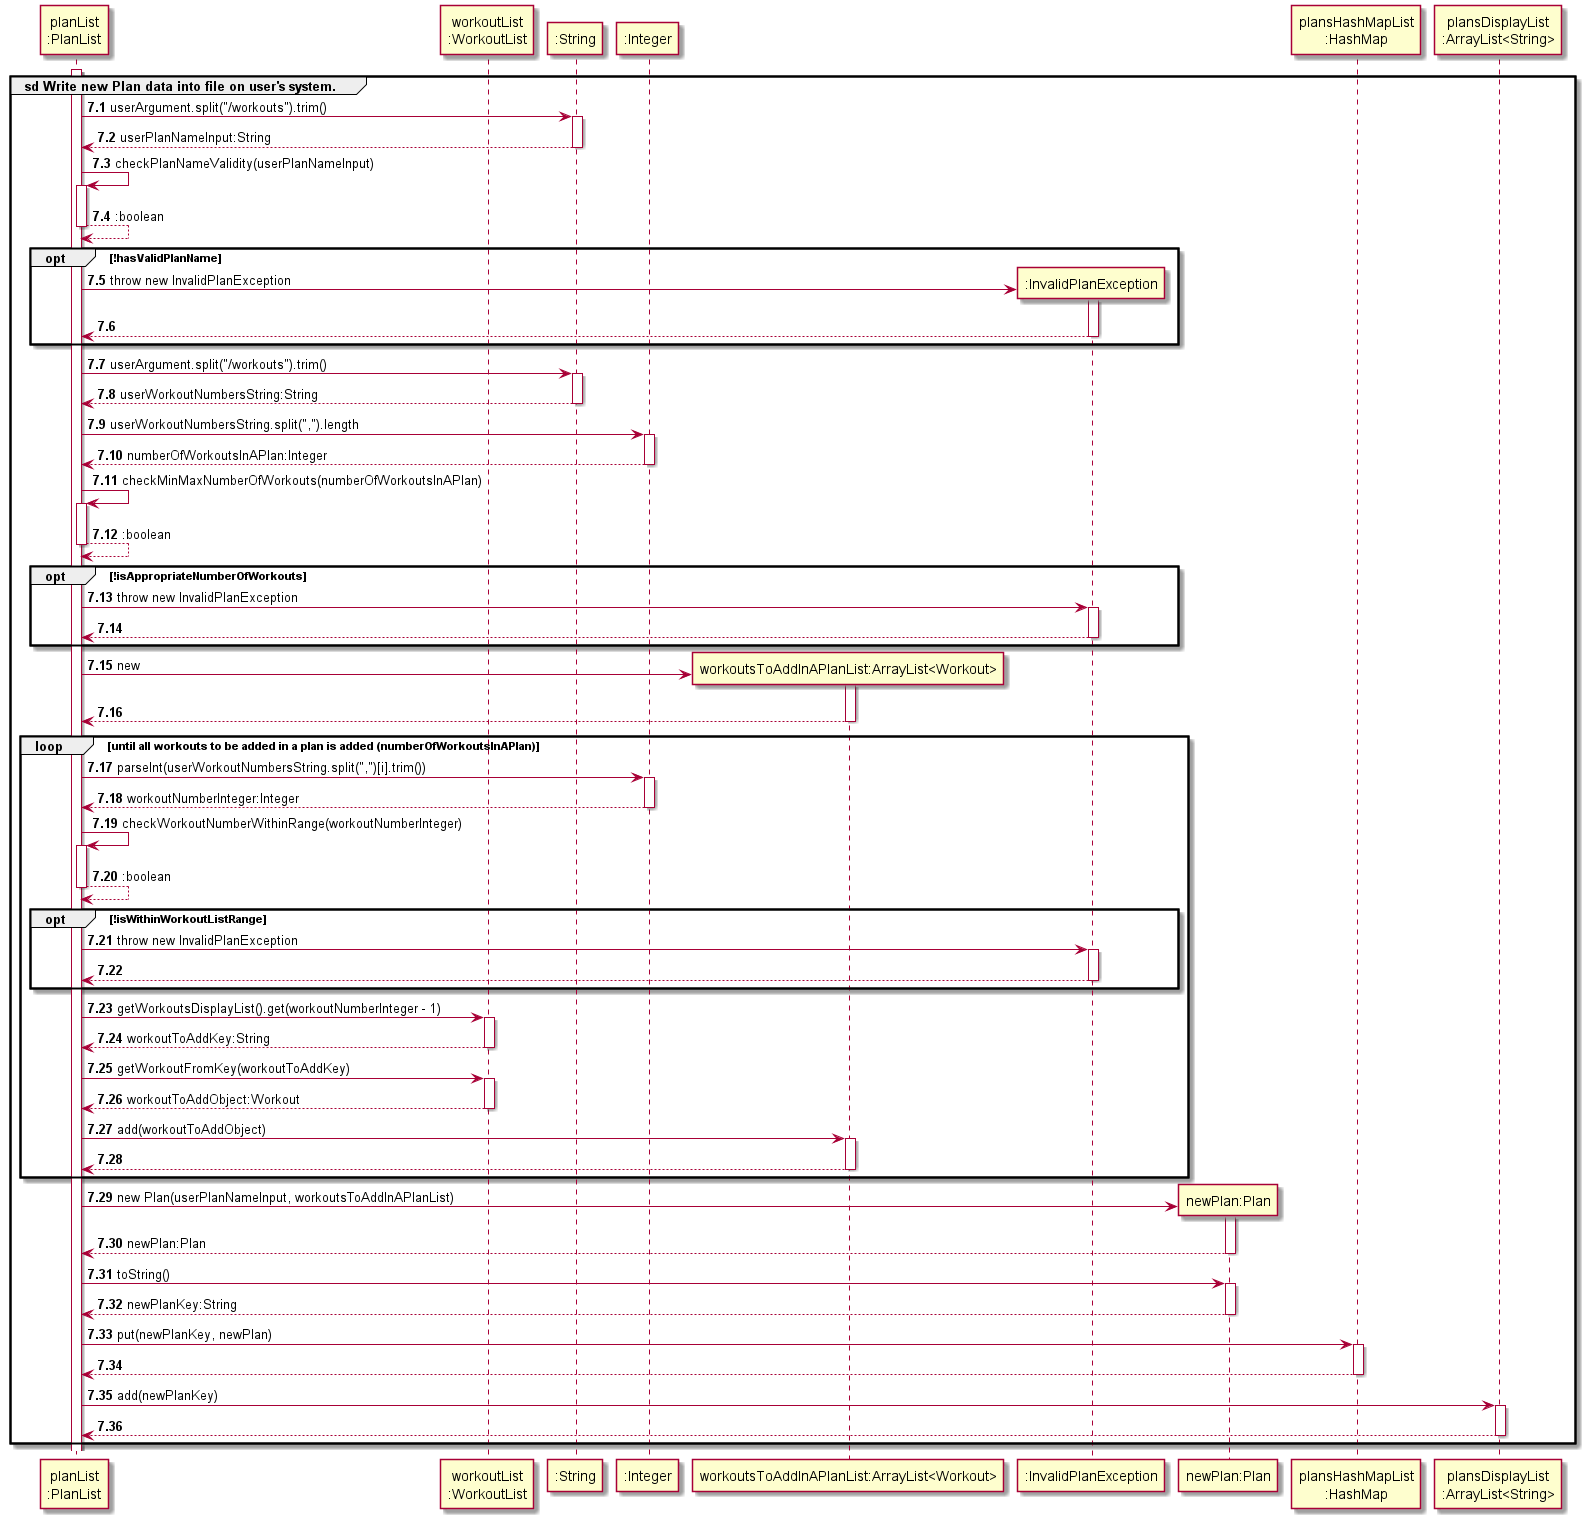 planList
:PlanList
workoutList
:WorkoutList
:String
:Integer
plansHashMapList
:HashMap
plansDisplayList
:ArrayList<String>
sd Write new Plan data into file on user's system.
7.1 userArgument.split("/workouts").trim()
7.2 userPlanNameInput:String
7.3 checkPlanNameValidity(userPlanNameInput)
7.4 :boolean
opt [!hasValidPlanName]
7.5 throw new InvalidPlanException
:InvalidPlanException
7.6
7.7 userArgument.split("/workouts").trim()
7.8 userWorkoutNumbersString:String
7.9 userWorkoutNumbersString.split(",").length
7.10 numberOfWorkoutsInAPlan:Integer
7.11 checkMinMaxNumberOfWorkouts(numberOfWorkoutsInAPlan)
7.12 :boolean
opt [!isAppropriateNumberOfWorkouts]
7.13 throw new InvalidPlanException
7.14
7.15 new
workoutsToAddInAPlanList:ArrayList<Workout>
7.16
loop [until all workouts to be added in a plan is added (numberOfWorkoutsInAPlan)]
7.17 parseInt(userWorkoutNumbersString.split(",")[i].trim())
7.18 workoutNumberInteger:Integer
7.19 checkWorkoutNumberWithinRange(workoutNumberInteger)
7.20 :boolean
opt [!isWithinWorkoutListRange]
7.21 throw new InvalidPlanException
7.22
7.23 getWorkoutsDisplayList().get(workoutNumberInteger - 1)
7.24 workoutToAddKey:String
7.25 getWorkoutFromKey(workoutToAddKey)
7.26 workoutToAddObject:Workout
7.27 add(workoutToAddObject)
7.28
7.29 new Plan(userPlanNameInput, workoutsToAddInAPlanList)
newPlan:Plan
7.30 newPlan:Plan
7.31 toString()
7.32 newPlanKey:String
7.33 put(newPlanKey, newPlan)
7.34
7.35 add(newPlanKey)
7.36
planList
:PlanList
workoutList
:WorkoutList
:String
:Integer
workoutsToAddInAPlanList:ArrayList<Workout>
:InvalidPlanException
newPlan:Plan
plansHashMapList
:HashMap
plansDisplayList
:ArrayList<String>